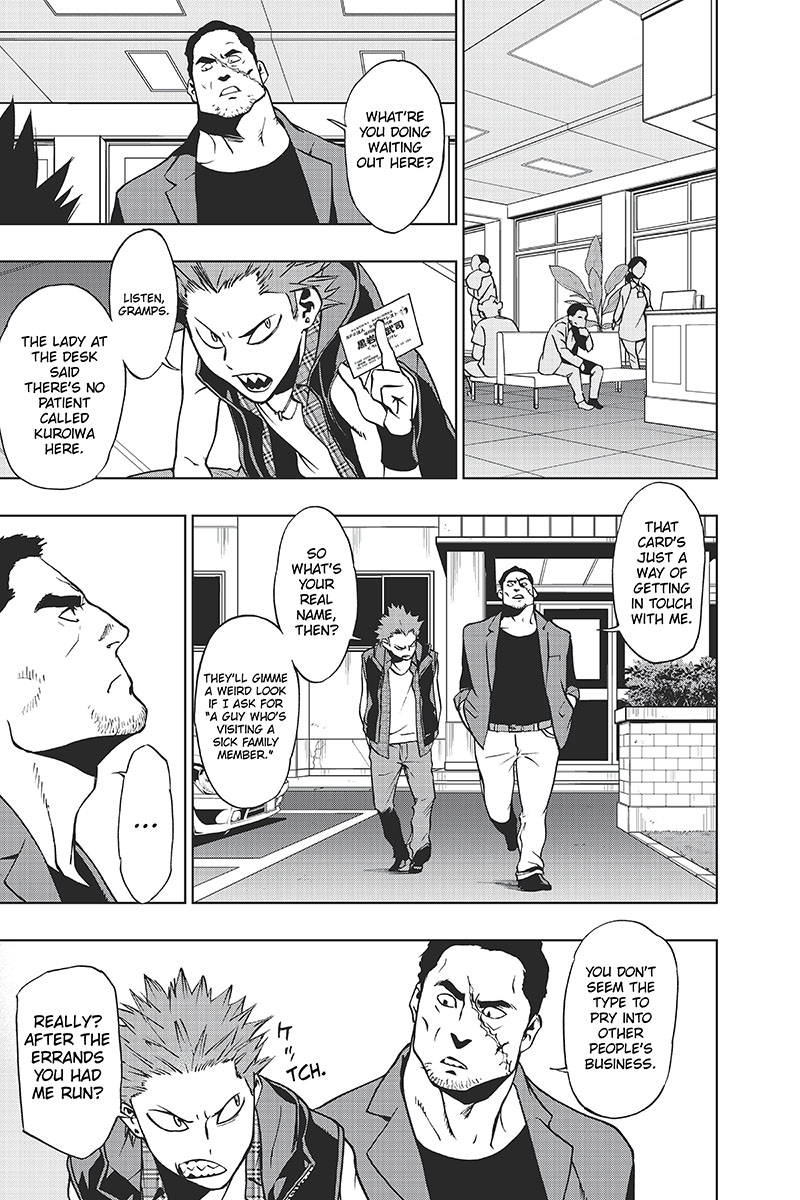 WHAT'RE
YOU DOING
WAITING
OUT HERE?
LISTEN,
GRAMPS.
THE LADY AT
THE DESK
SAID
THERE'S NO
PATIENT
CALLED
KUROIWA
HERE.
THAT
CARD'S
JUST A
WAY OF
GETTING
IN TOUCH
WITH ME.
SO
WHAT'S
YOUR
REAL
NAME,
THEN?
THEY'LL GIMME
A WEIRD LOOK
IF I ASK FOR
"A GUY WHO'S
VISITING A
SICK FAMILY
MEMBER."
...
YOU DON'T
SEEM THE
TYPE TO
PRY INTO
OTHER
PEOPLE'S
BUSINESS.
TCH.
REALLY?
AFTER THE
ERRANDS
YOU HAD
ME RUN?